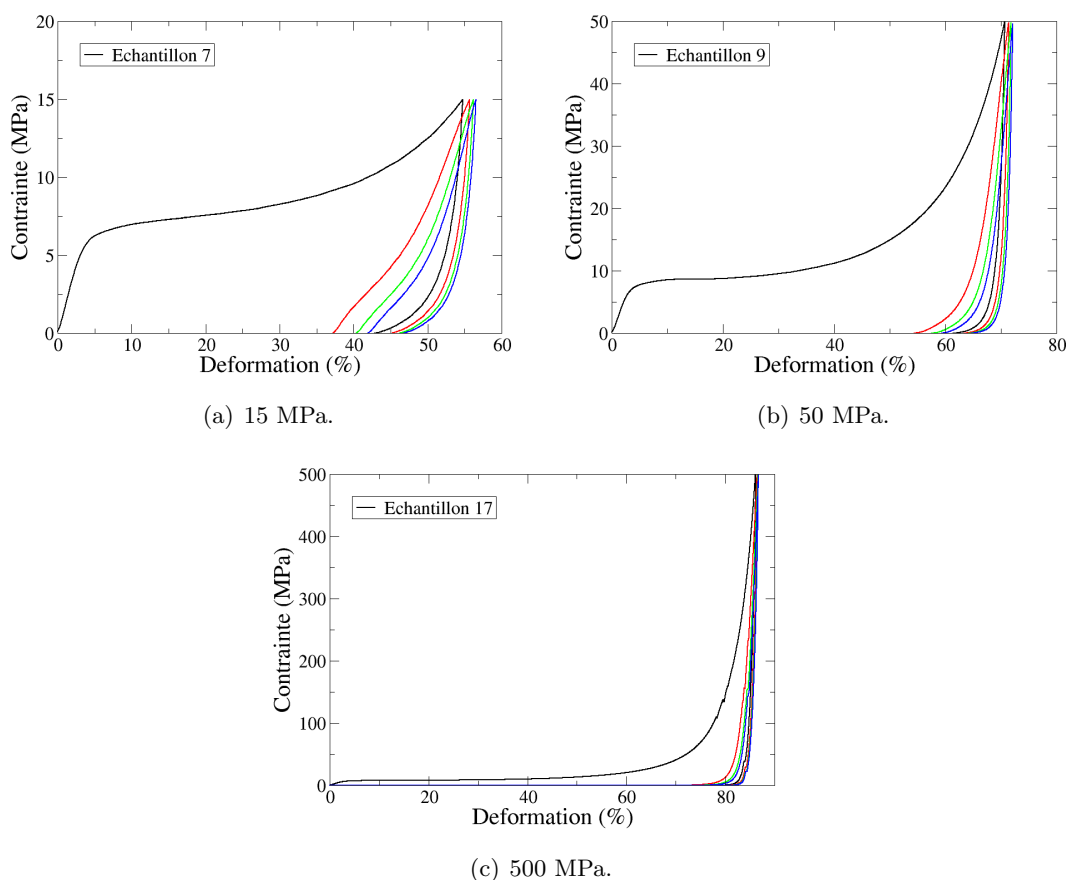 Echantillon 7
Contrainte (MPa)
20
15
10
5
0
0 10 20 30 40 50 60
Deformation (%)
(a) 15 MPa.
Echantillon 9
Contrainte (MPa)
50
40
30
20
10
0
0 20 40 60 80
Deformation (%)
(b) 50 MPa.
Echantillon 17
Contrainte (MPa)
500
400
300
200
100
0
0 20 40 60 80
Deformation (%)
(c) 500 MPa.